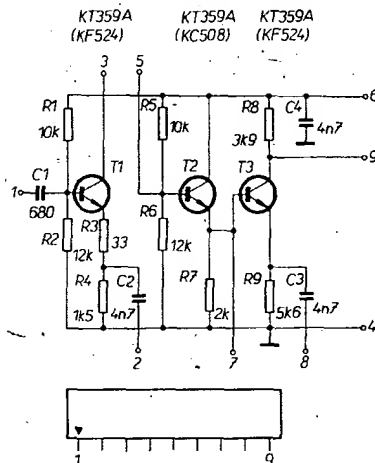 KT359A KT359A KT359A
(KF524) (KC508) (KF524)
3 5 6
R1 R5 R8 C4
10k 10k 3k9 4n7
9
C1 T1 T2 T3
1 680
R2 R3 R6
12k 33 12k
R4 C2 R7 R9 C3
1k5 4n7 2k 5k6 4n7
4
2 7 8
1 9